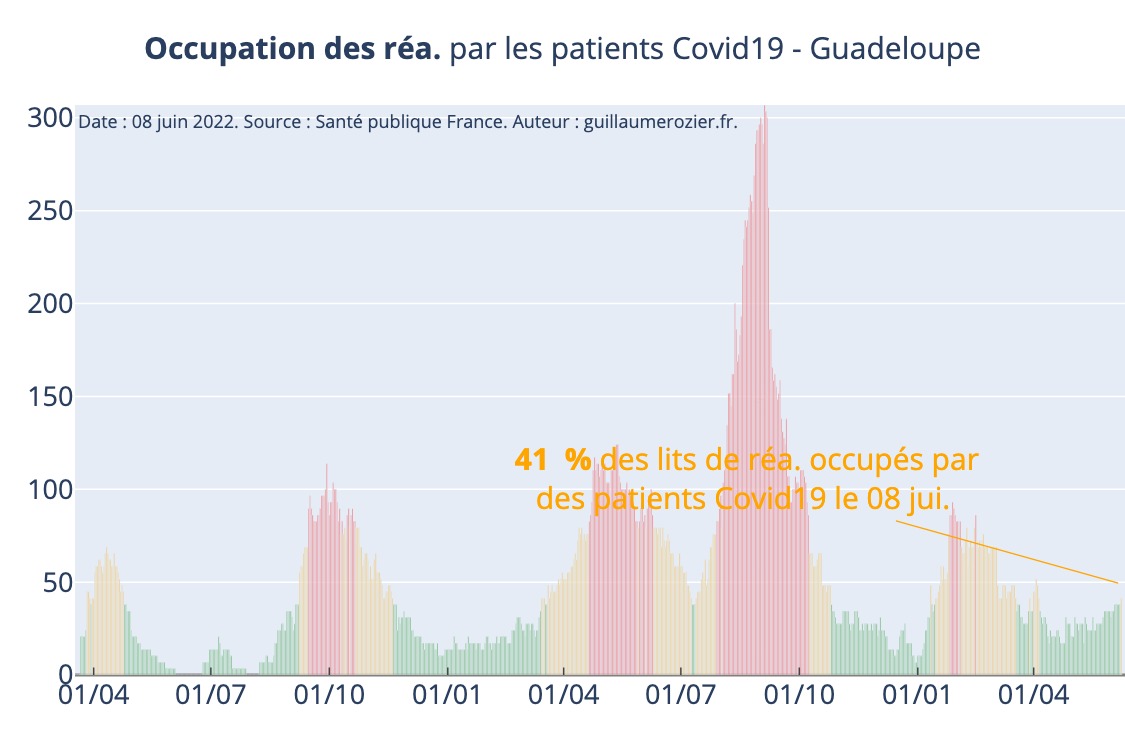 Occupation des réa. par les patients Covid19 - Guadeloupe
300
Date : 08 juin 2022. Source : Santé publique France. Auteur : guillaumerozier.fr.
250
200
150
41 % des lits de réa. occupés par
des patients Covid19 le 08 jui.
100
50
0
01/04 01/07 01/10 01/01 01/04 01/07 01/10 01/01 01/04